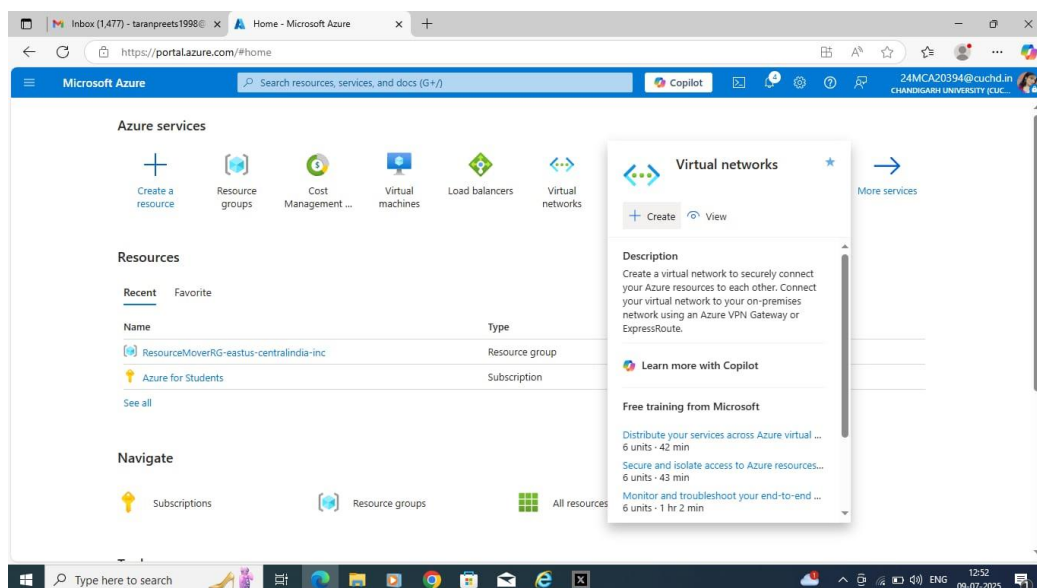 Inbox (1,477) - taranpreets1998@
Home - Microsoft Azure
https://portal.azure.com/#home
Microsoft Azure
Search resources, services, and docs (G+/)
Copilot
4
24MCA20394@cuchd.in
CHANDIGARH UNIVERSITY (CUC...
Azure services
Create a
resource
Resource
groups
Cost
Management ...
Virtual
machines
Load balancers
Virtual
networks
More services
Virtual networks
Create
View
Description
Create a virtual network to securely connect
your Azure resources to each other. Connect
your virtual network to your on-premises
network using an Azure VPN Gateway or
ExpressRoute.
Learn more with Copilot
Free training from Microsoft
Distribute your services across Azure virtual ...
6 units · 42 min
Secure and isolate access to Azure resources...
6 units · 43 min
Monitor and troubleshoot your end-to-end ...
6 units · 1 hr 2 min
Resources
Recent Favorite
Name Type
ResourceMoverRG-eastus-centralindia-inc Resource group
Azure for Students Subscription
See all
Navigate
Subscriptions Resource groups All resources
Type here to search
ENG
12:52
09-07-2025